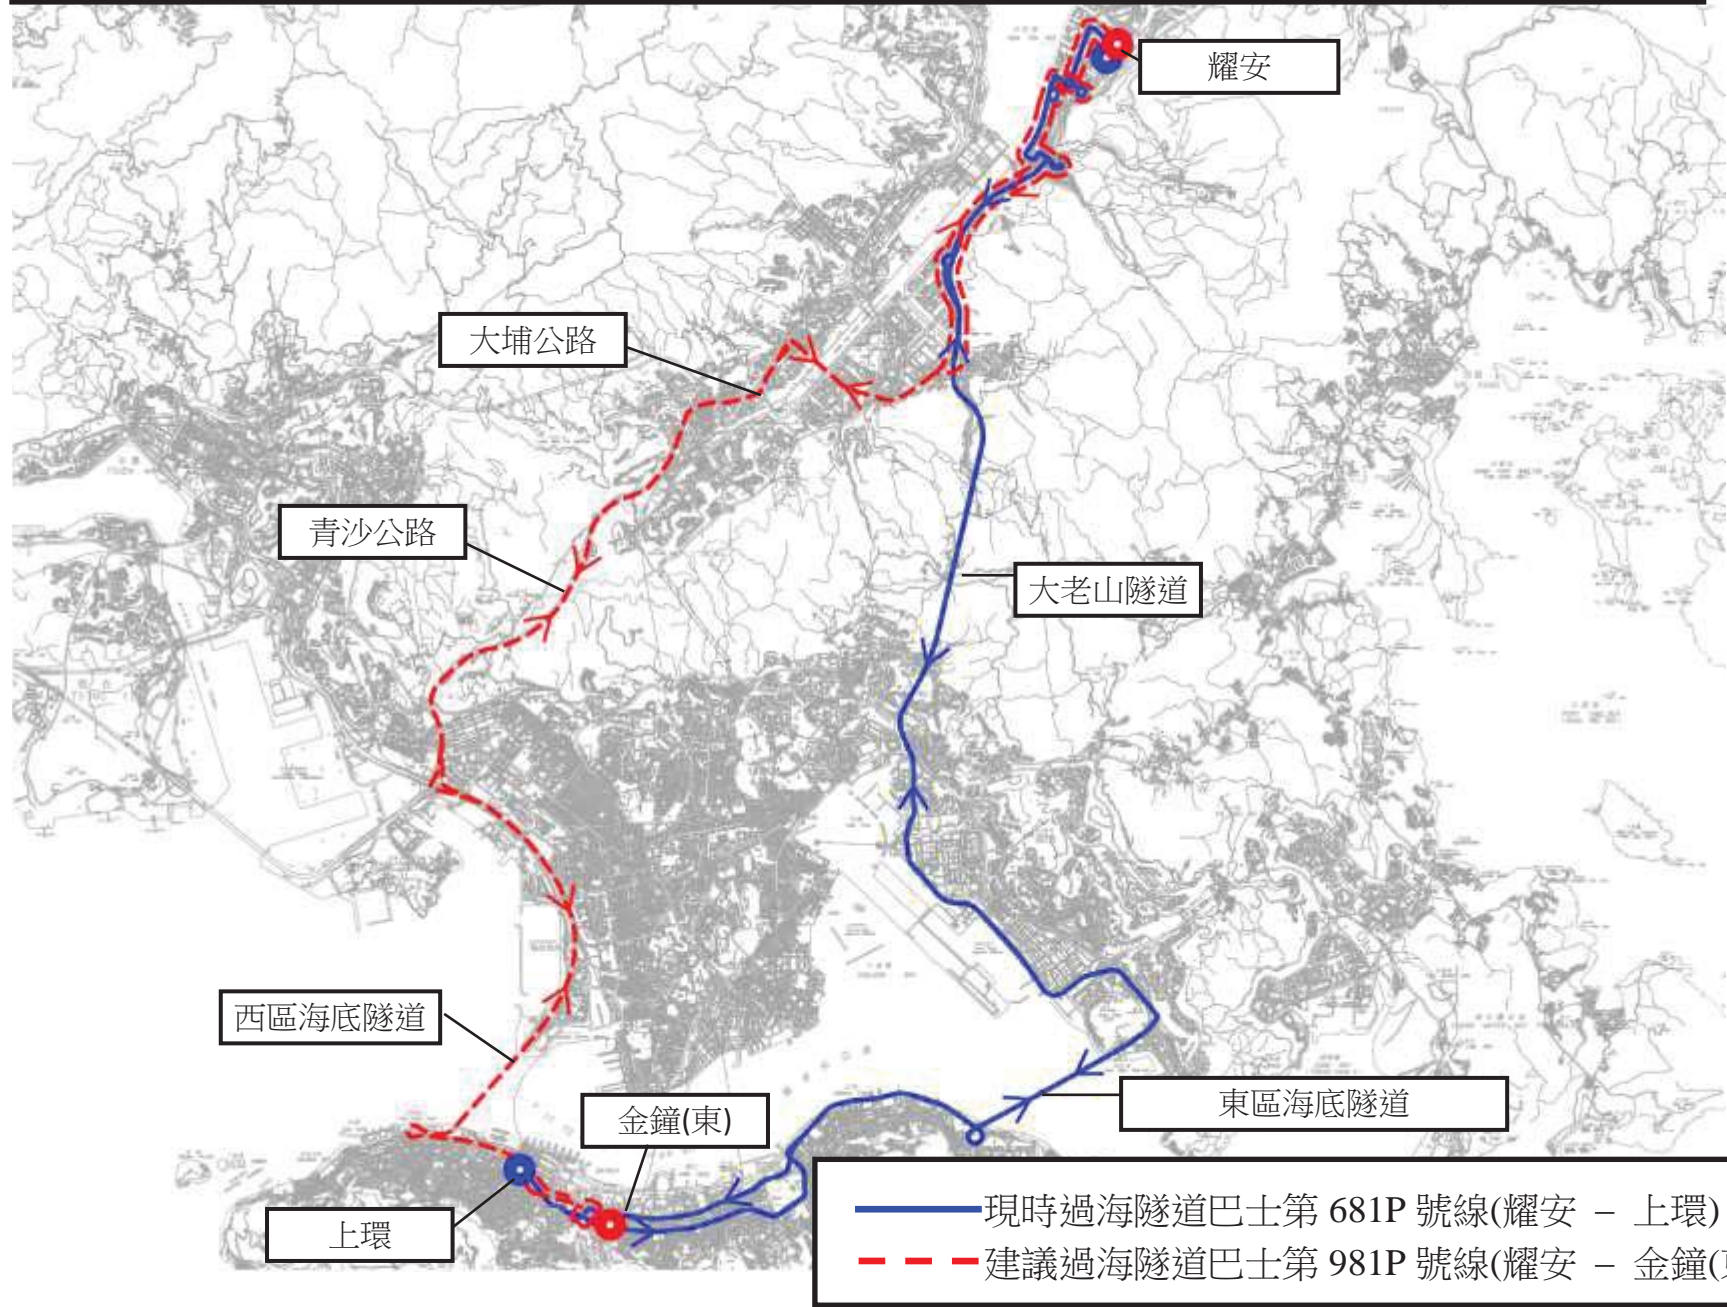 耀安
大埔公路
青沙公路
大老山隧道
西區海底隧道
金鐘(東)
東區海底隧道
上環
現時過海隧道巴士第 681P 號線(耀安 – 上環)
建議過海隧道巴士第 981P 號線(耀安 – 金鐘(